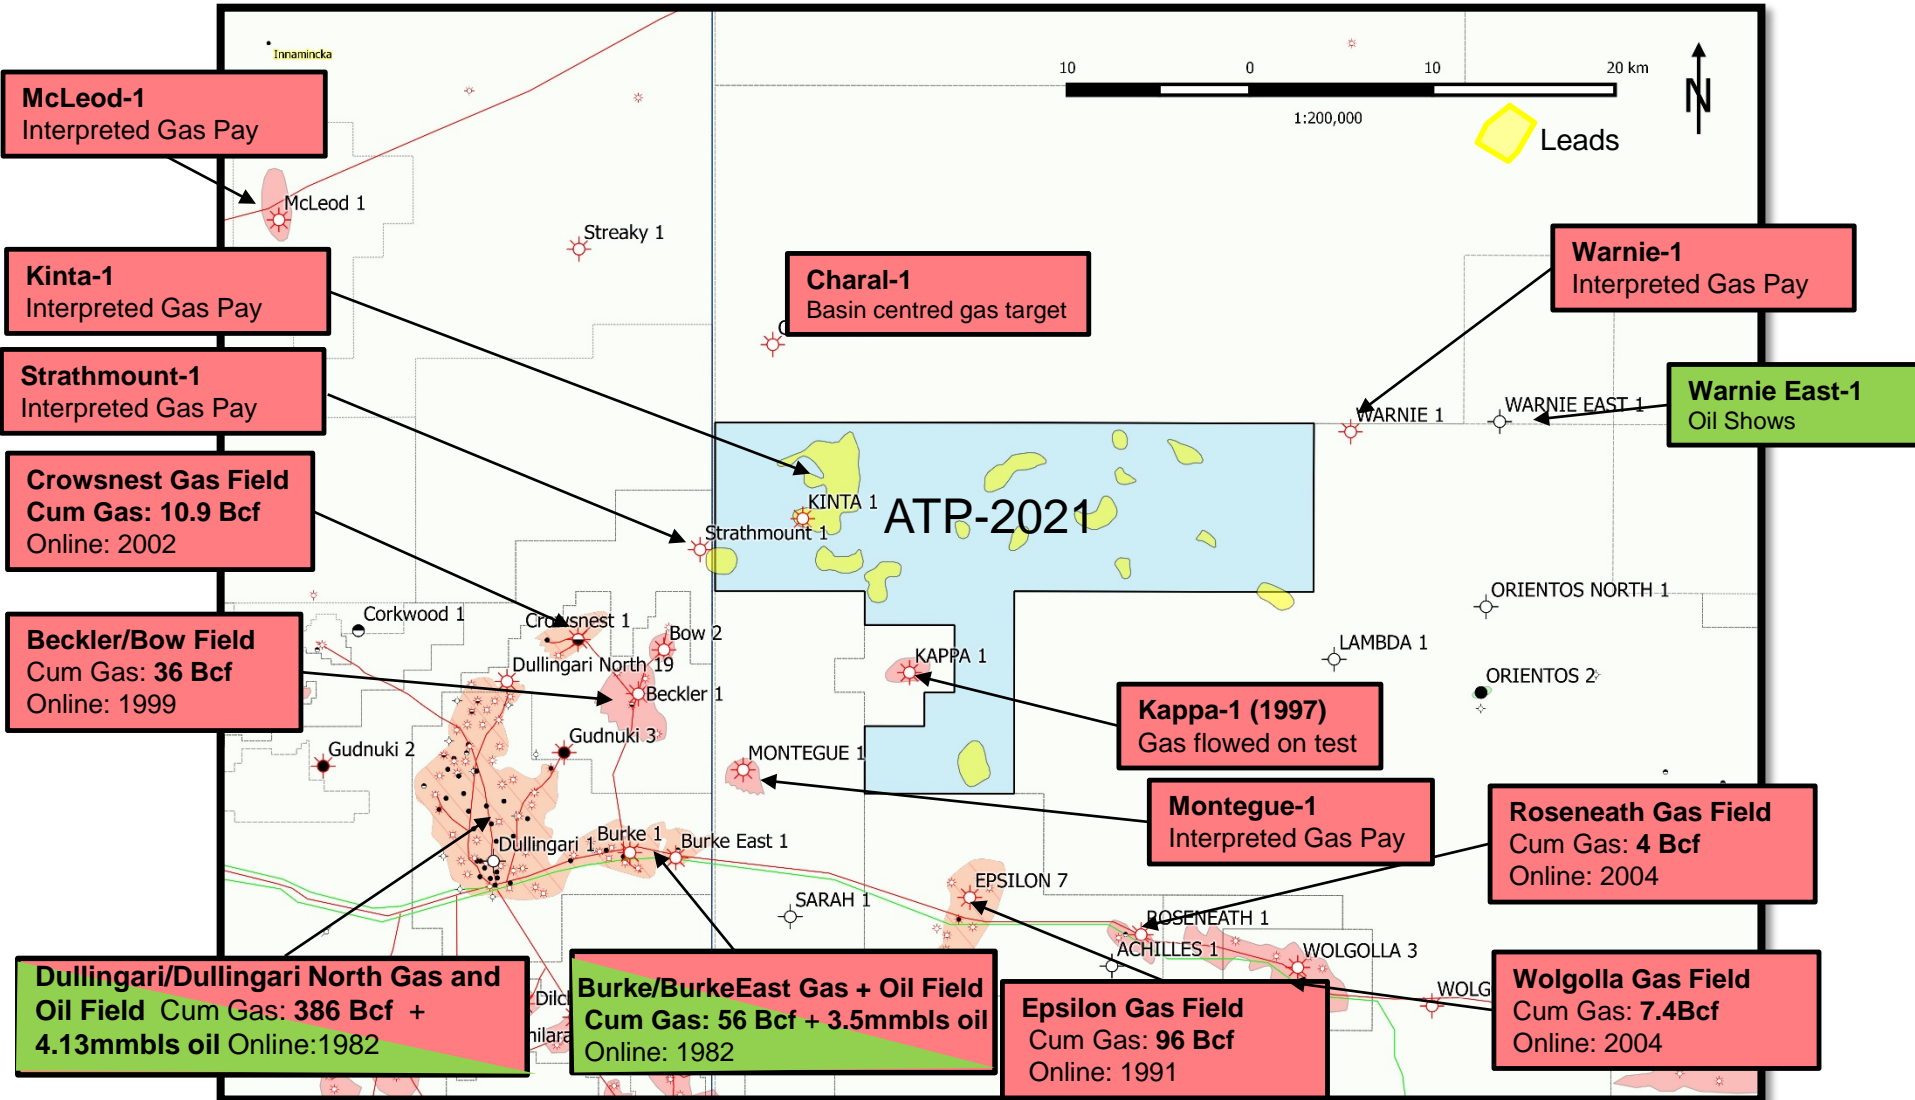 Innamincka
10 0 10 20 km
1:200,000
N
Leads
McLeod-1
Interpreted Gas Pay
McLeod 1
Streaky 1
Kinta-1
Interpreted Gas Pay
Charal-1
Basin centred gas target
Warnie-1
Interpreted Gas Pay
Strathmount-1
Interpreted Gas Pay
WARNIE 1
WARNIE EAST 1
Warnie East-1
Oil Shows
Crowsnest Gas Field
Cum Gas: 10.9 Bcf
Online: 2002
KINTA 1
ATP-2021
Strathmount 1
ORIENTOS NORTH 1
Corkwood 1
Crowsnest 1
Bow 2
Beckler/Bow Field
Cum Gas: 36 Bcf
Online: 1999
Dullingari North 19
Beckler 1
KAPPA 1
LAMBDA 1
ORIENTOS 2
Kappa-1 (1997)
Gas flowed on test
Gudnuki 2
Gudnuki 3
MONTEGUE 1
Montegue-1
Interpreted Gas Pay
Roseneath Gas Field
Cum Gas: 4 Bcf
Online: 2004
Dullingari 1
Burke 1
Burke East 1
EPSILON 7
SARAH 1
ROSENEATH 1
ACHILLES 1
WOLGOLLA 3
Dullingari/Dullingari North Gas and
Oil Field Cum Gas: 386 Bcf +
4.13mmbls oil Online:1982
Dilc
hilara
Burke/BurkeEast Gas + Oil Field
Cum Gas: 56 Bcf + 3.5mmbls oil
Online: 1982
Epsilon Gas Field
Cum Gas: 96 Bcf
Online: 1991
WOLG
Wolgolla Gas Field
Cum Gas: 7.4Bcf
Online: 2004